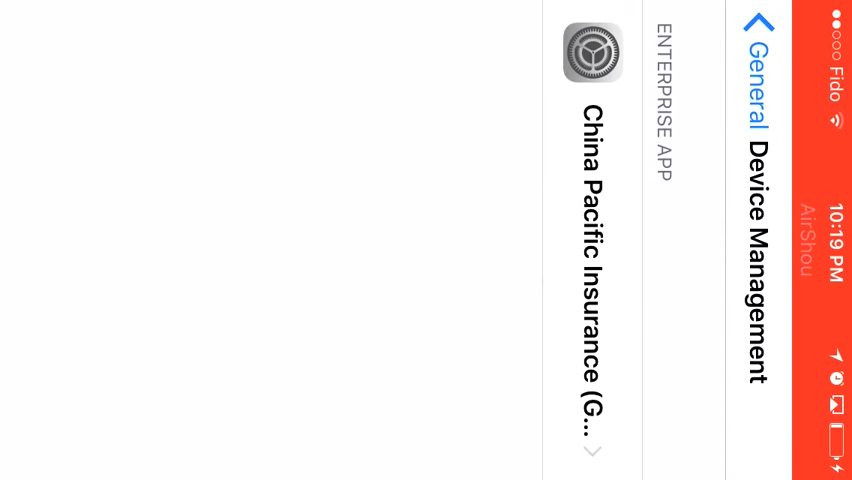 Fido 10:19 PM
AirShou
General Device Management
ENTERPRISE APP
China Pacific Insurance (G...